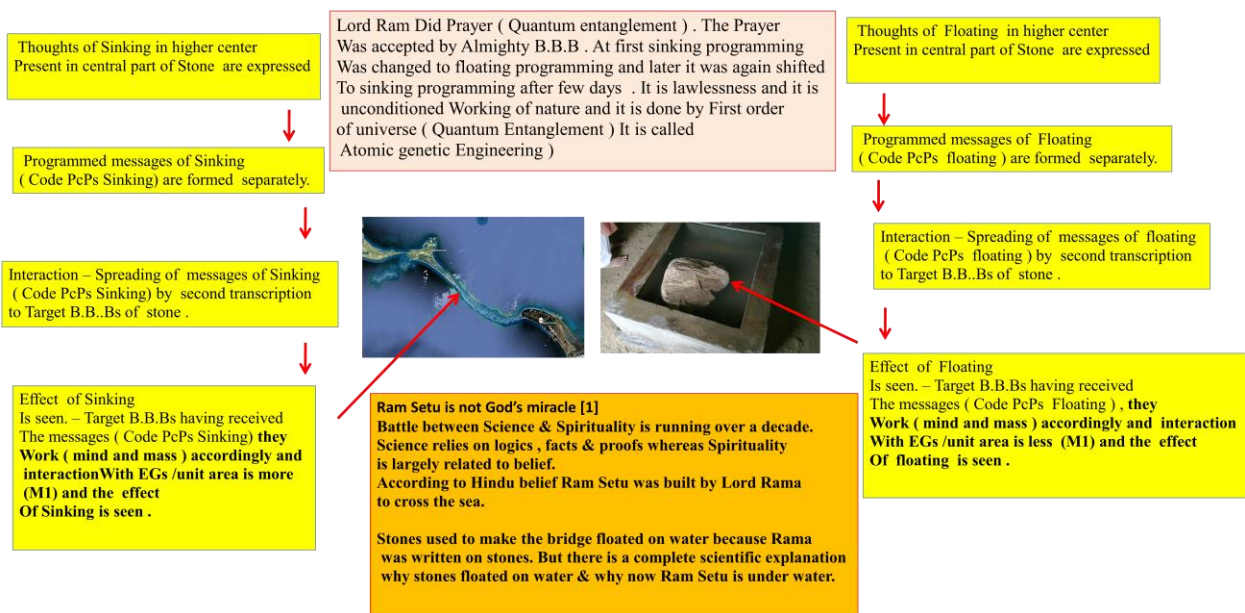 Thoughts of Sinking in higher center
Present in central part of Stone are expressed
Programmed messages of Sinking
( Code PcPs Sinking) are formed separately.
Interaction – Spreading of messages of Sinking
( Code PcPs Sinking) by second transcription
to Target B.B..Bs of stone .
Effect of Sinking
Is seen. – Target B.B.Bs having received
The messages ( Code PcPs Sinking) they
Work ( mind and mass ) accordingly and
interactionWith EGs /unit area is more
(M1) and the effect
Of Sinking is seen .
Lord Ram Did Prayer ( Quantum entanglement ) . The Prayer
Was accepted by Almighty B.B.B . At first sinking programming
Was changed to floating programming and later it was again shifted
To sinking programming after few days . It is lawlessness and it is
unconditioned Working of nature and it is done by First order
of universe ( Quantum Entanglement ) It is called
Atomic genetic Engineering )
Ram Setu is not God's miracle [1]
Battle between Science & Spirituality is running over a decade.
Science relies on logics , facts & proofs whereas Spirituality
is largely related to belief.
According to Hindu belief Ram Setu was built by Lord Rama
to cross the sea.
Stones used to make the bridge floated on water because Rama
was written on stones. But there is a complete scientific explanation
why stones floated on water & why now Ram Setu is under water.
Thoughts of Floating in higher center
Present in central part of Stone are expressed
Programmed messages of Floating
( Code PcPs floating ) are formed separately.
Interaction – Spreading of messages of floating
( Code PcPs floating ) by second transcription
to Target B.B..Bs of stone .
Effect of Floating
Is seen. – Target B.B.Bs having received
The messages ( Code PcPs Floating ) , they
Work ( mind and mass ) accordingly and interaction
With EGs /unit area is less (M1) and the effect
Of floating is seen .